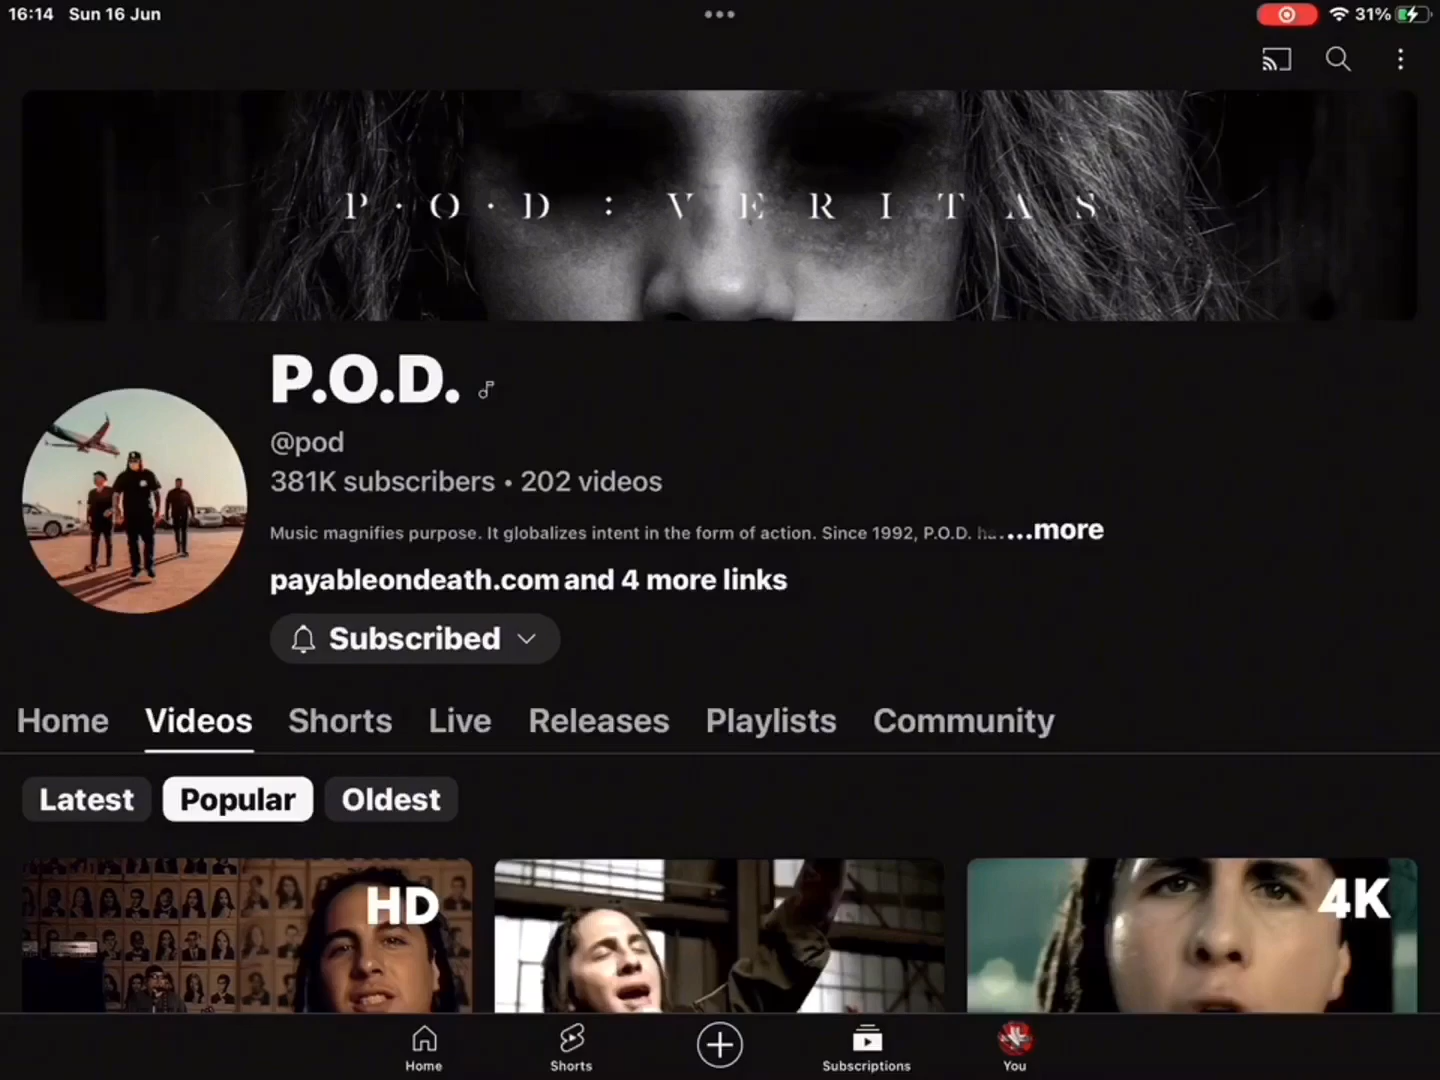 16:14 Sun 16 Jun
31%
P·O·D:VERITAS
P.O.D.
@pod
381K subscribers • 202 videos
Music magnifies purpose. It globalizes intent in the form of action. Since 1992, P.O.D. ...more
payableondeath.com and 4 more links
Subscribed
Home Videos Shorts Live Releases Playlists Community
Latest Popular Oldest
HD
4K
Home Shorts Subscriptions You